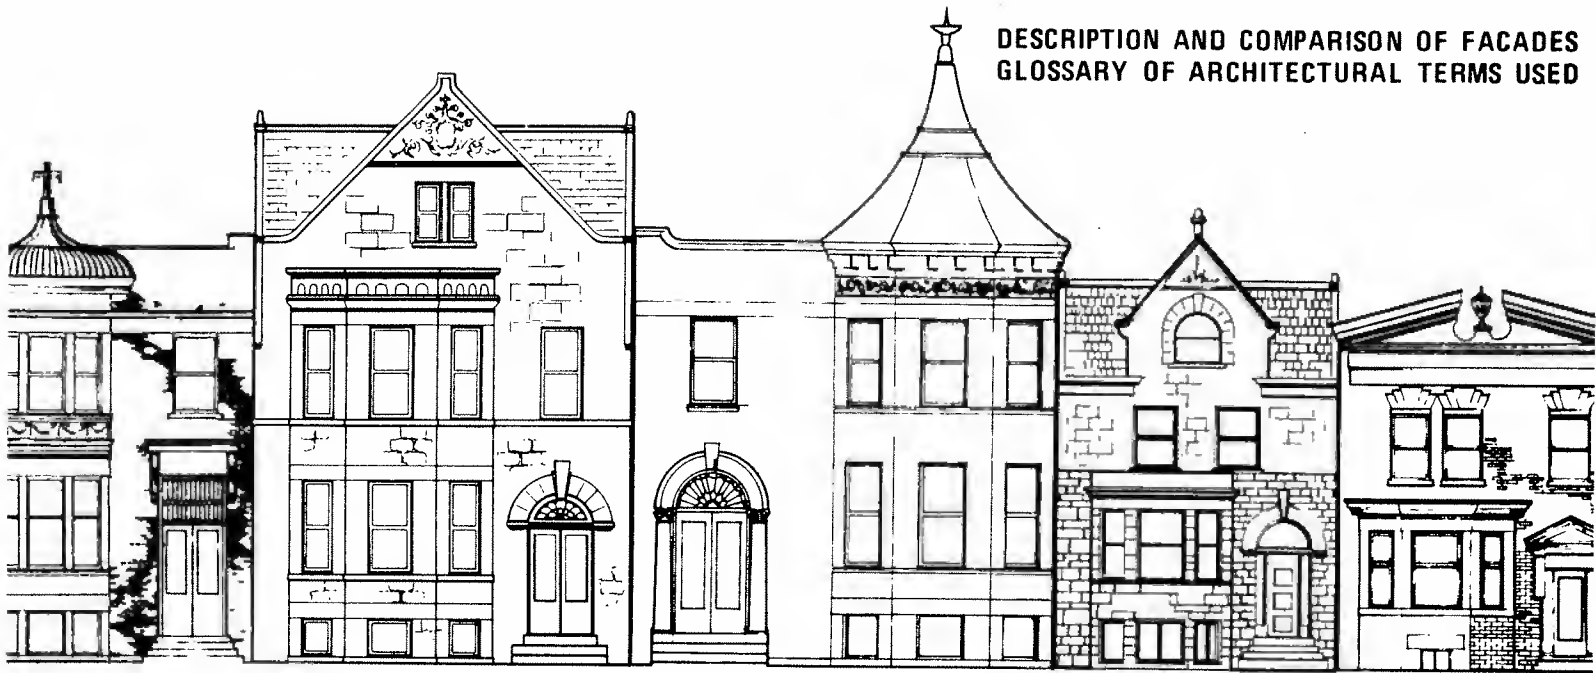 DESCRIPTION AND COMPARISON OF FACADES
GLOSSARY OF ARCHITECTURAL TERMS USED